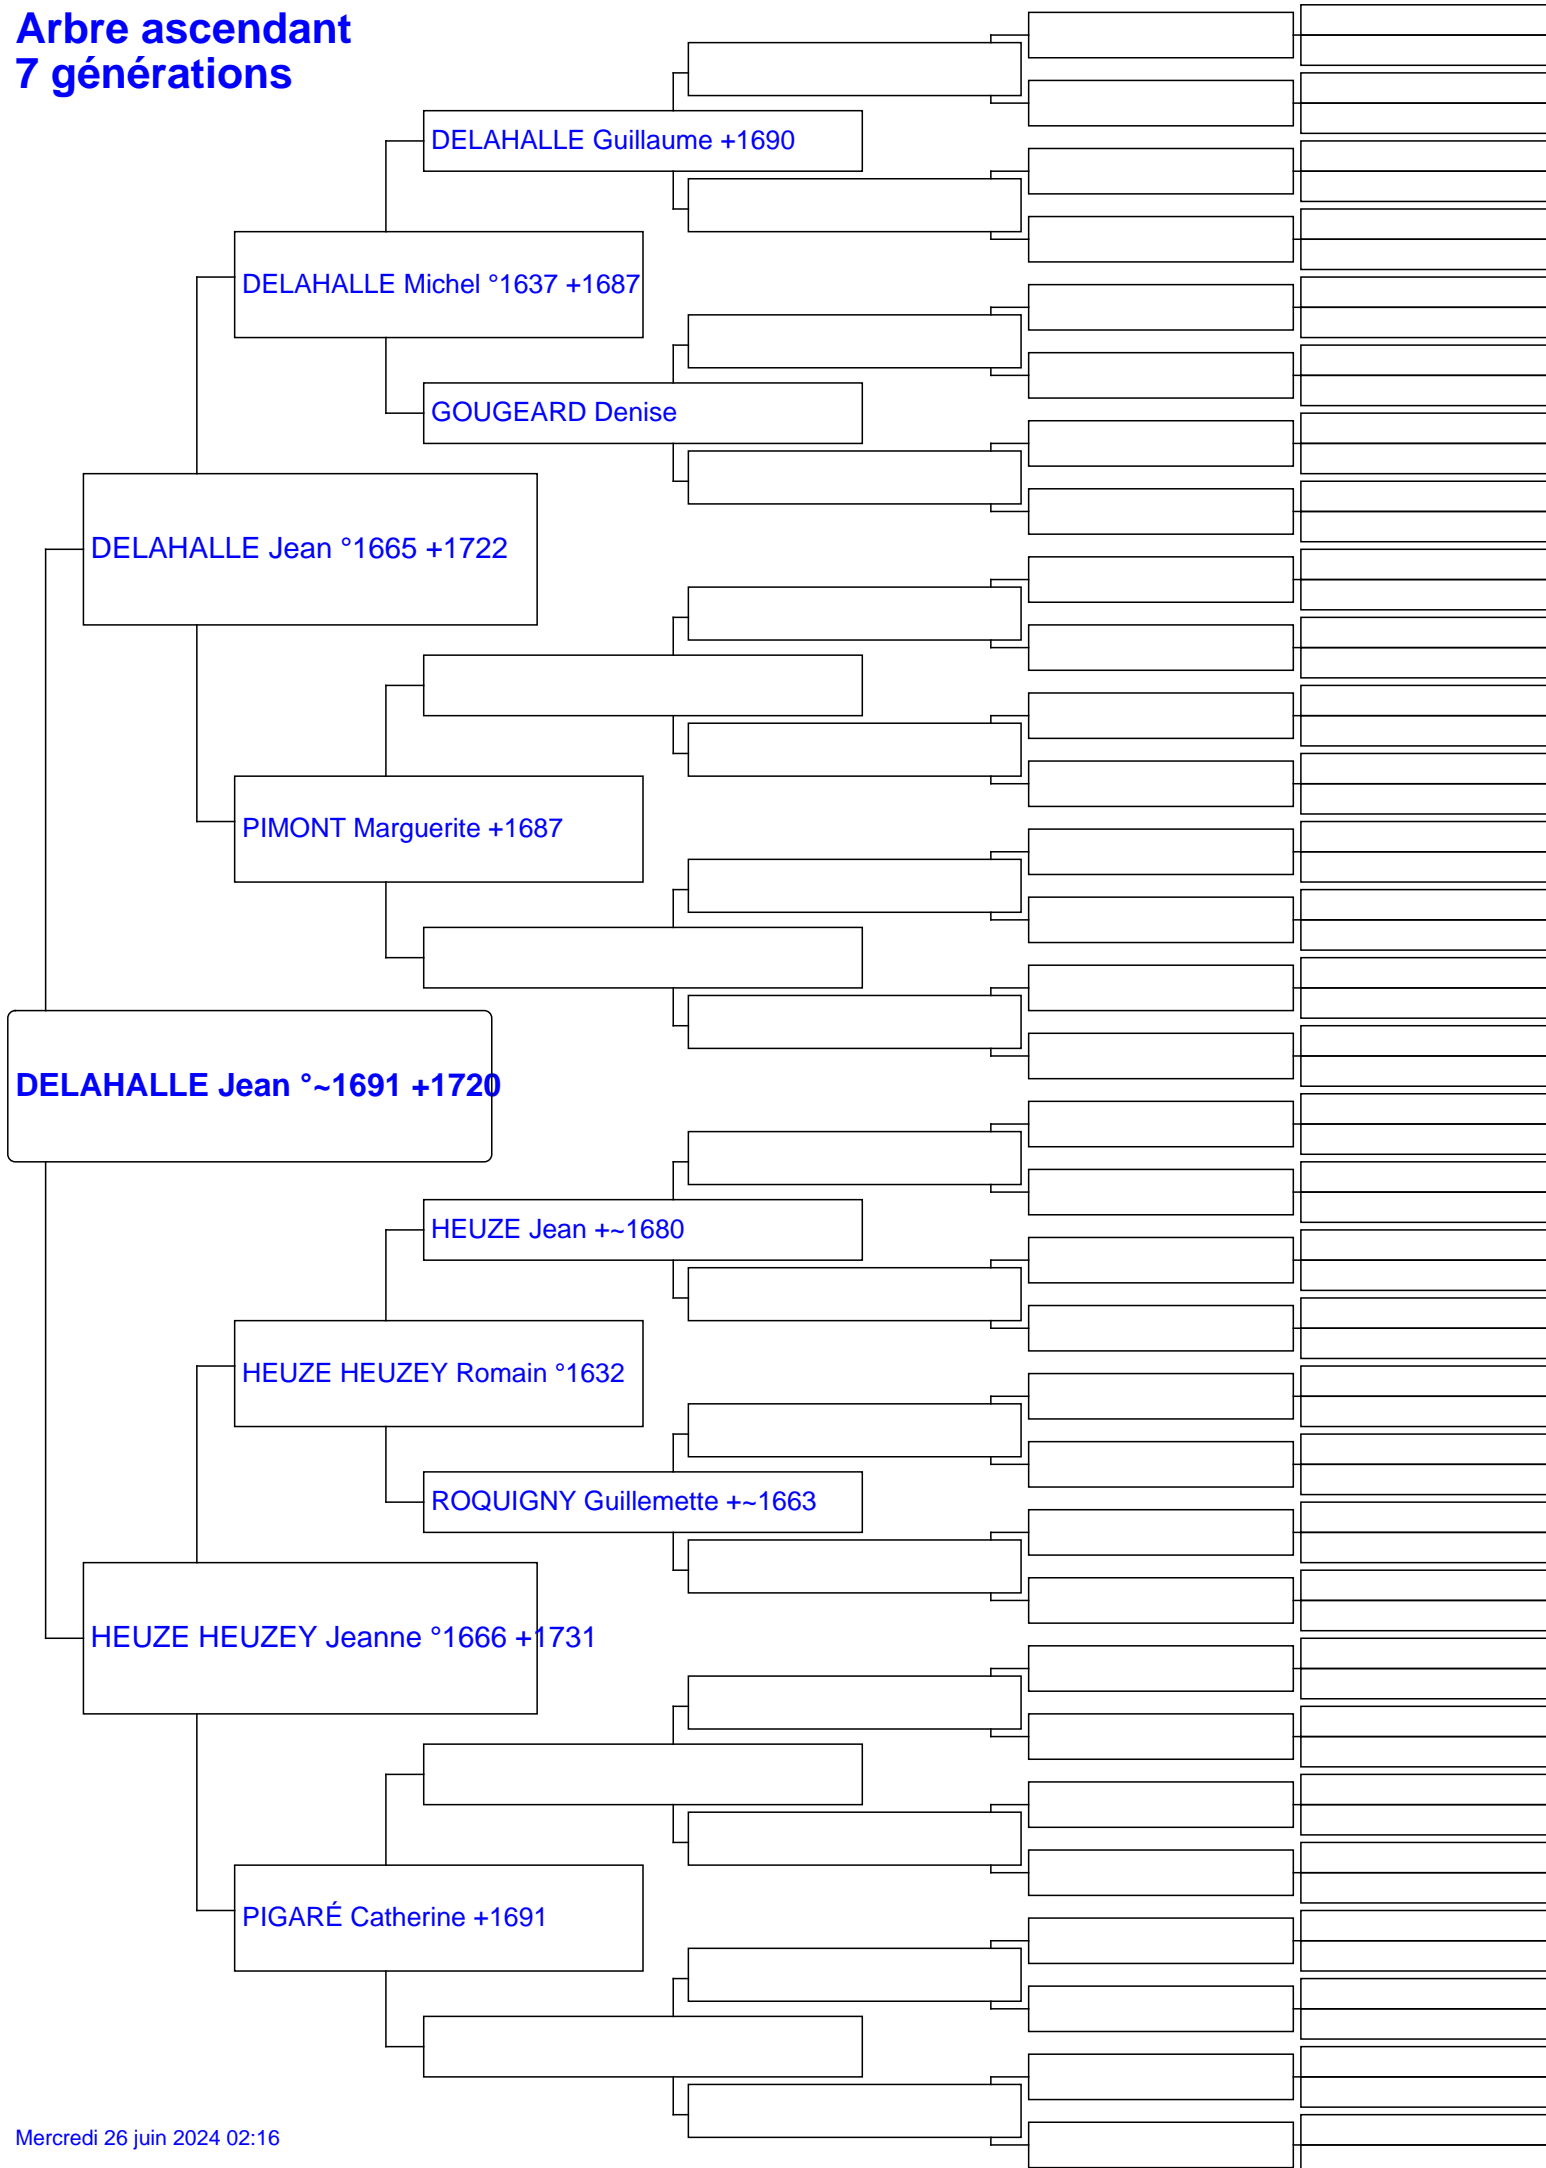 Arbre ascendant
7 générations
DELAHALLE Guillaume +1690
DELAHALLE Michel °1637 +1687
GOUGEARD Denise
DELAHALLE Jean °1665 +1722
PIMONT Marguerite +1687
DELAHALLE Jean °~1691 +1720
HEUZE Jean +~1680
HEUZE HEUZEY Romain °1632
ROQUIGNY Guillemette +~1663
HEUZE HEUZEY Jeanne °1666 +1731
PIGARÉ Catherine +1691
Mercredi 26 juin 2024 02:16